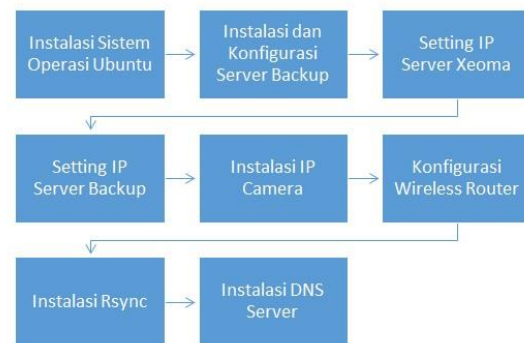 Instalasi Sistem
Operasi Ubuntu
Instalasi dan
Konfigurasi
Server Backup
Setting IP
Server Xeoma
Setting IP
Server Backup
Instalasi IP
Camera
Konfigurasi
Wireless Router
Instalasi Rsync
Instalasi DNS
Server